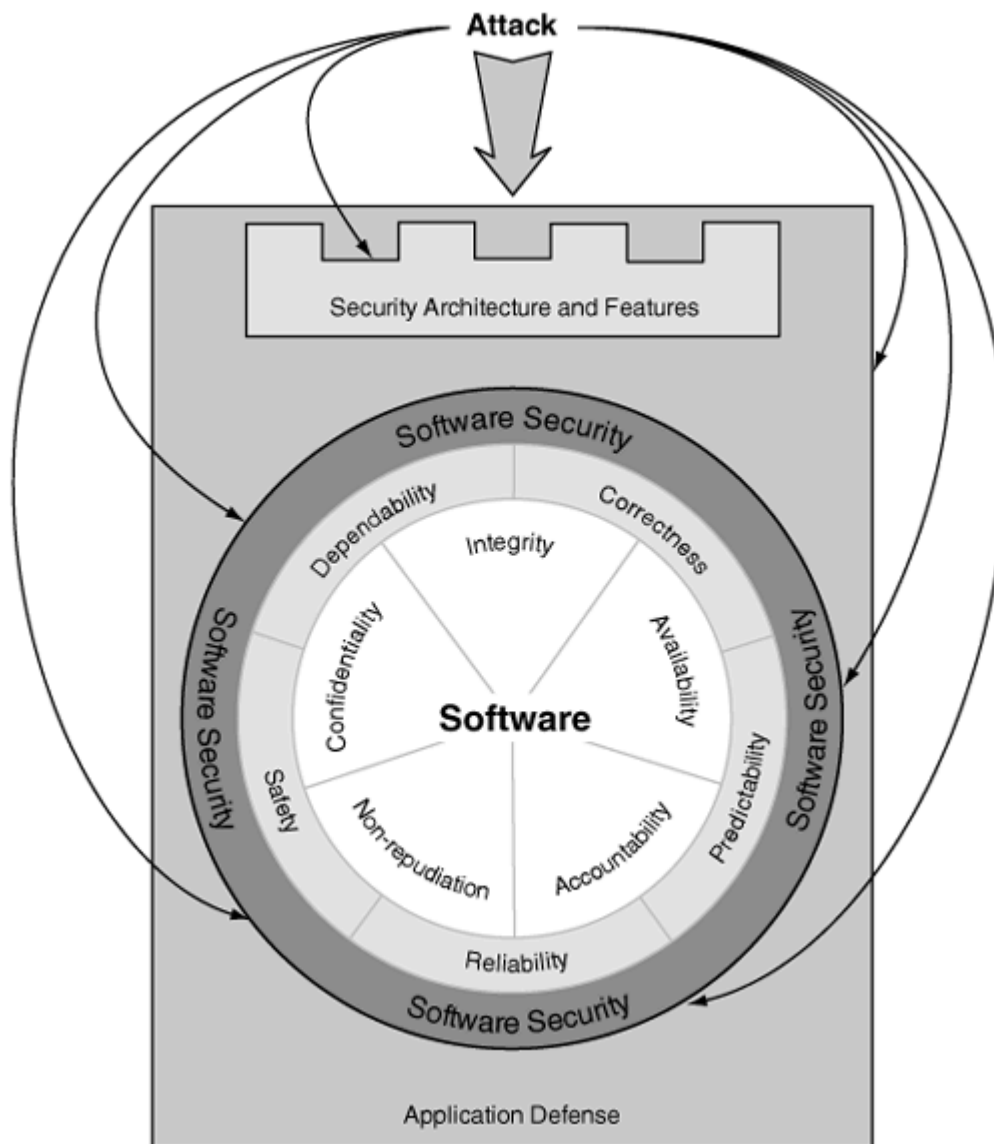 Attack
Security Architecture and Features
Software Security
Dependability
Correctness
Integrity
Confidentiality
Availability
Software Security
Software
Software Security
Safety
Predictability
Non-repudiation
Accountability
Reliability
Software Security
Application Defense